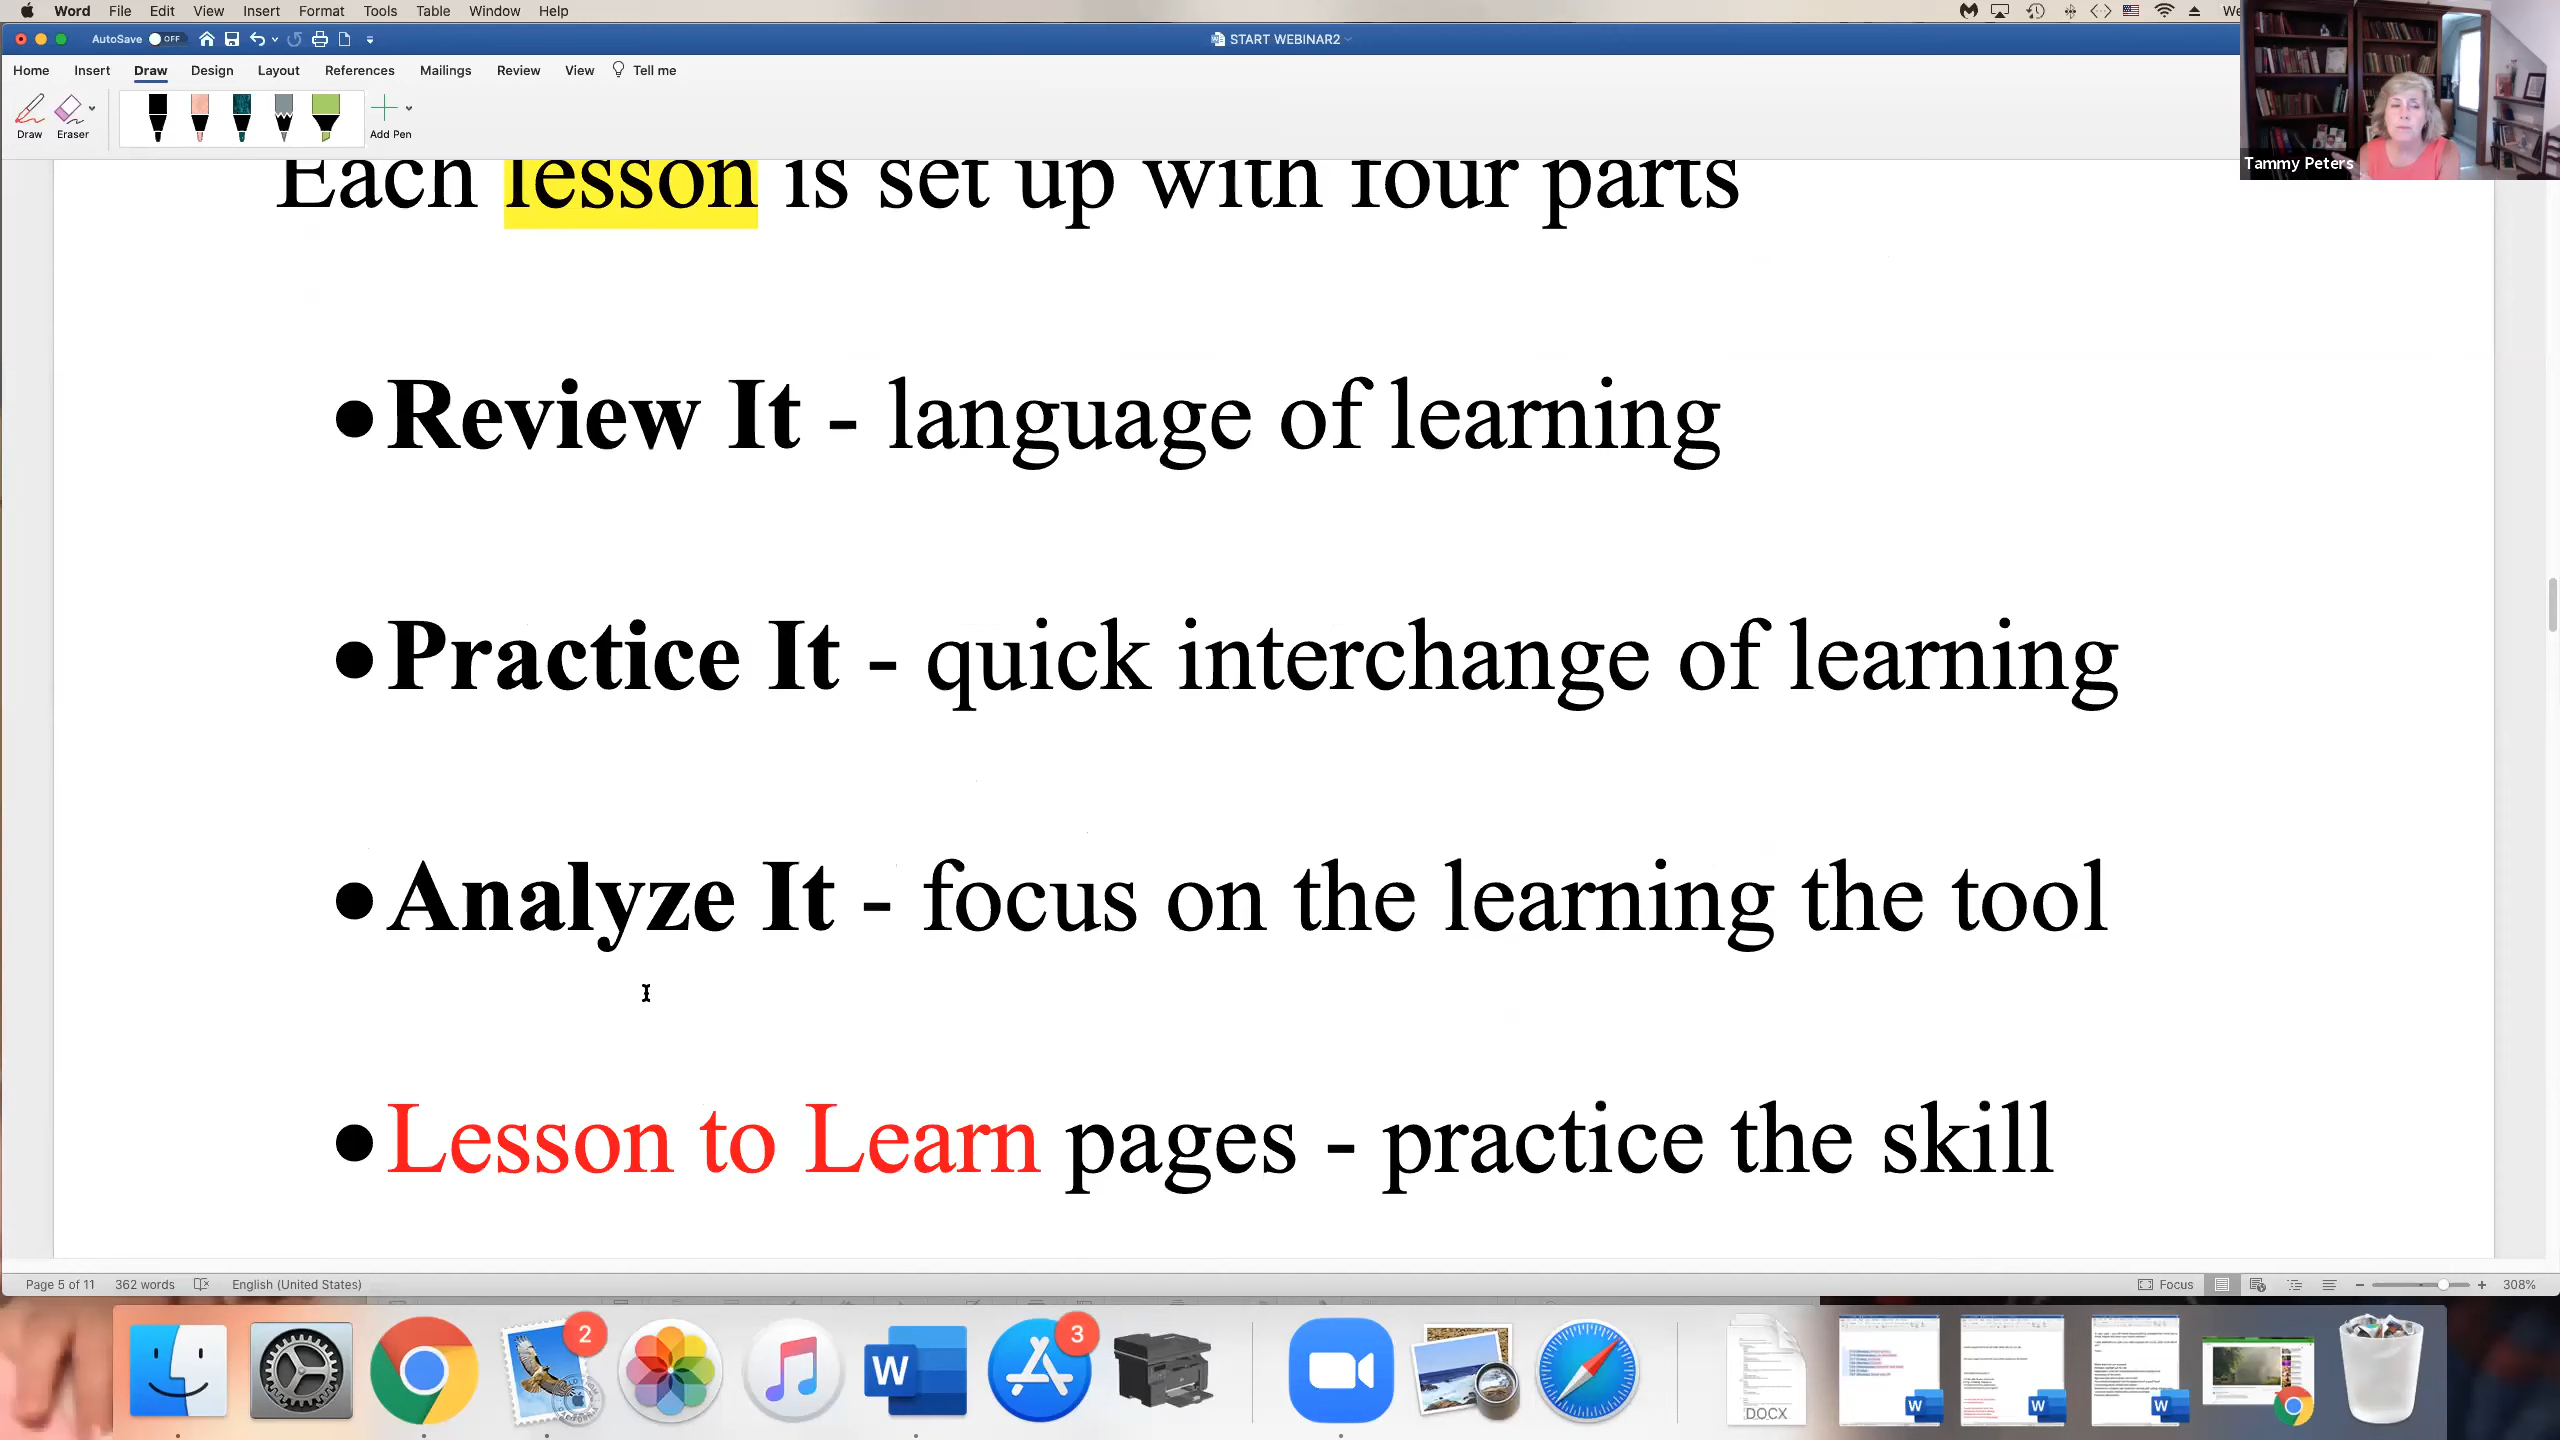 Word File Edit View Insert Format Tools Table Window Help We
AutoSave OFF START WEBINAR2
Home Insert Draw Design Layout References Mailings Review View Tell me
Draw Eraser Add Pen
Tammy Peters
Each lesson is set up with four parts
•Review It - language of learning
•Practice It - quick interchange of learning
•Analyze It - focus on the learning the tool
•Lesson to Learn pages - practice the skill
Page 5 of 11 362 words English (United States) Focus 308%
2
3
W
DOCX
W
W
W